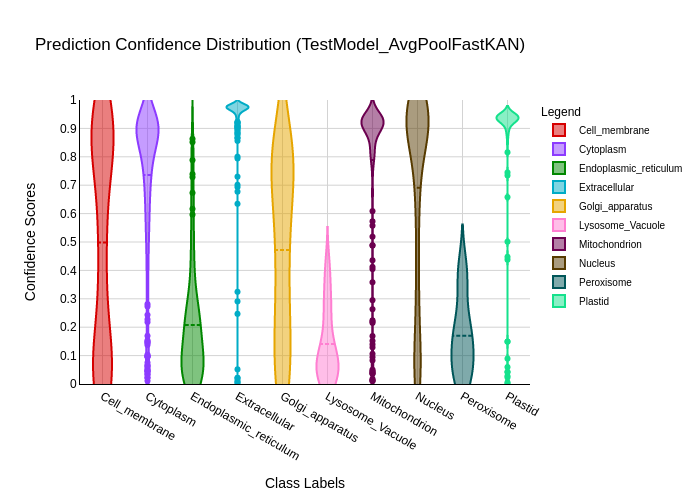 Prediction Confidence Distribution (TestModel_AvgPoolFastKAN)
Confidence Scores
1
0.9
0.8
0.7
0.6
0.5
0.4
0.3
0.2
0.1
0
Cell_membrane
Cytoplasm
Endoplasmic_reticulum
Extracellular
Golgi_apparatus
Lysosome_Vacuole
Mitochondrion
Nucleus
Peroxisome
Plastid
Class Labels
Legend
Cell_membrane
Cytoplasm
Endoplasmic_reticulum
Extracellular
Golgi_apparatus
Lysosome_Vacuole
Mitochondrion
Nucleus
Peroxisome
Plastid